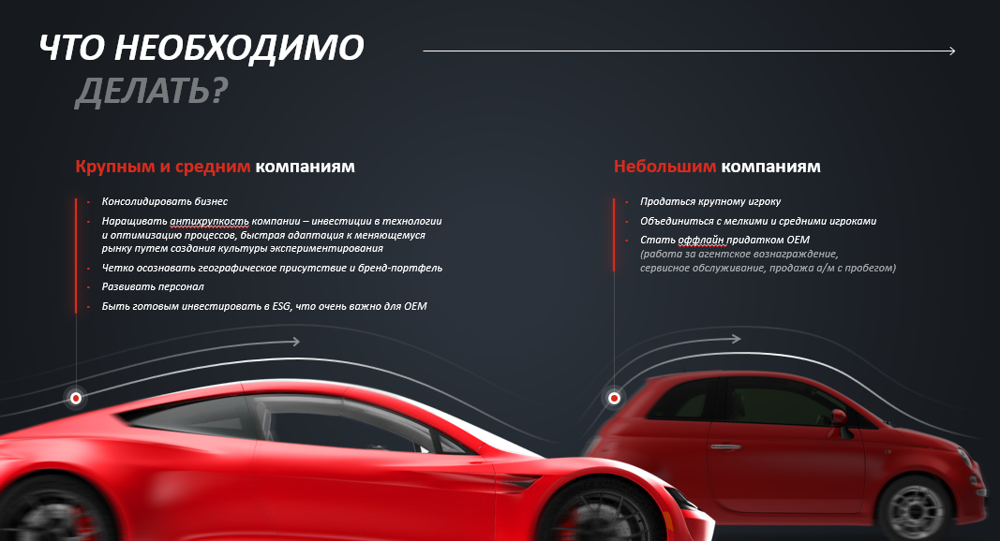 ЧТО НЕОБХОДИМО
ДЕЛАТЬ?
Крупным и средним компаниям
Консолидировать бизнес
Наращивать антихрупкость компании – инвестиции в технологии
и оптимизацию процессов, быстрая адаптация к меняющемуся
рынку путем создания культуры экспериментирования
Четко осознавать географическое присутствие и бренд-портфель
Развивать персонал
Быть готовым инвестировать в ESG, что очень важно для OEM
Небольшим компаниям
Продаться крупному игроку
Объединиться с мелкими и средними игроками
Стать оффлайн придатком OEM
(работа за агентское вознаграждение,
сервисное обслуживание, продажа а/м с пробегом)